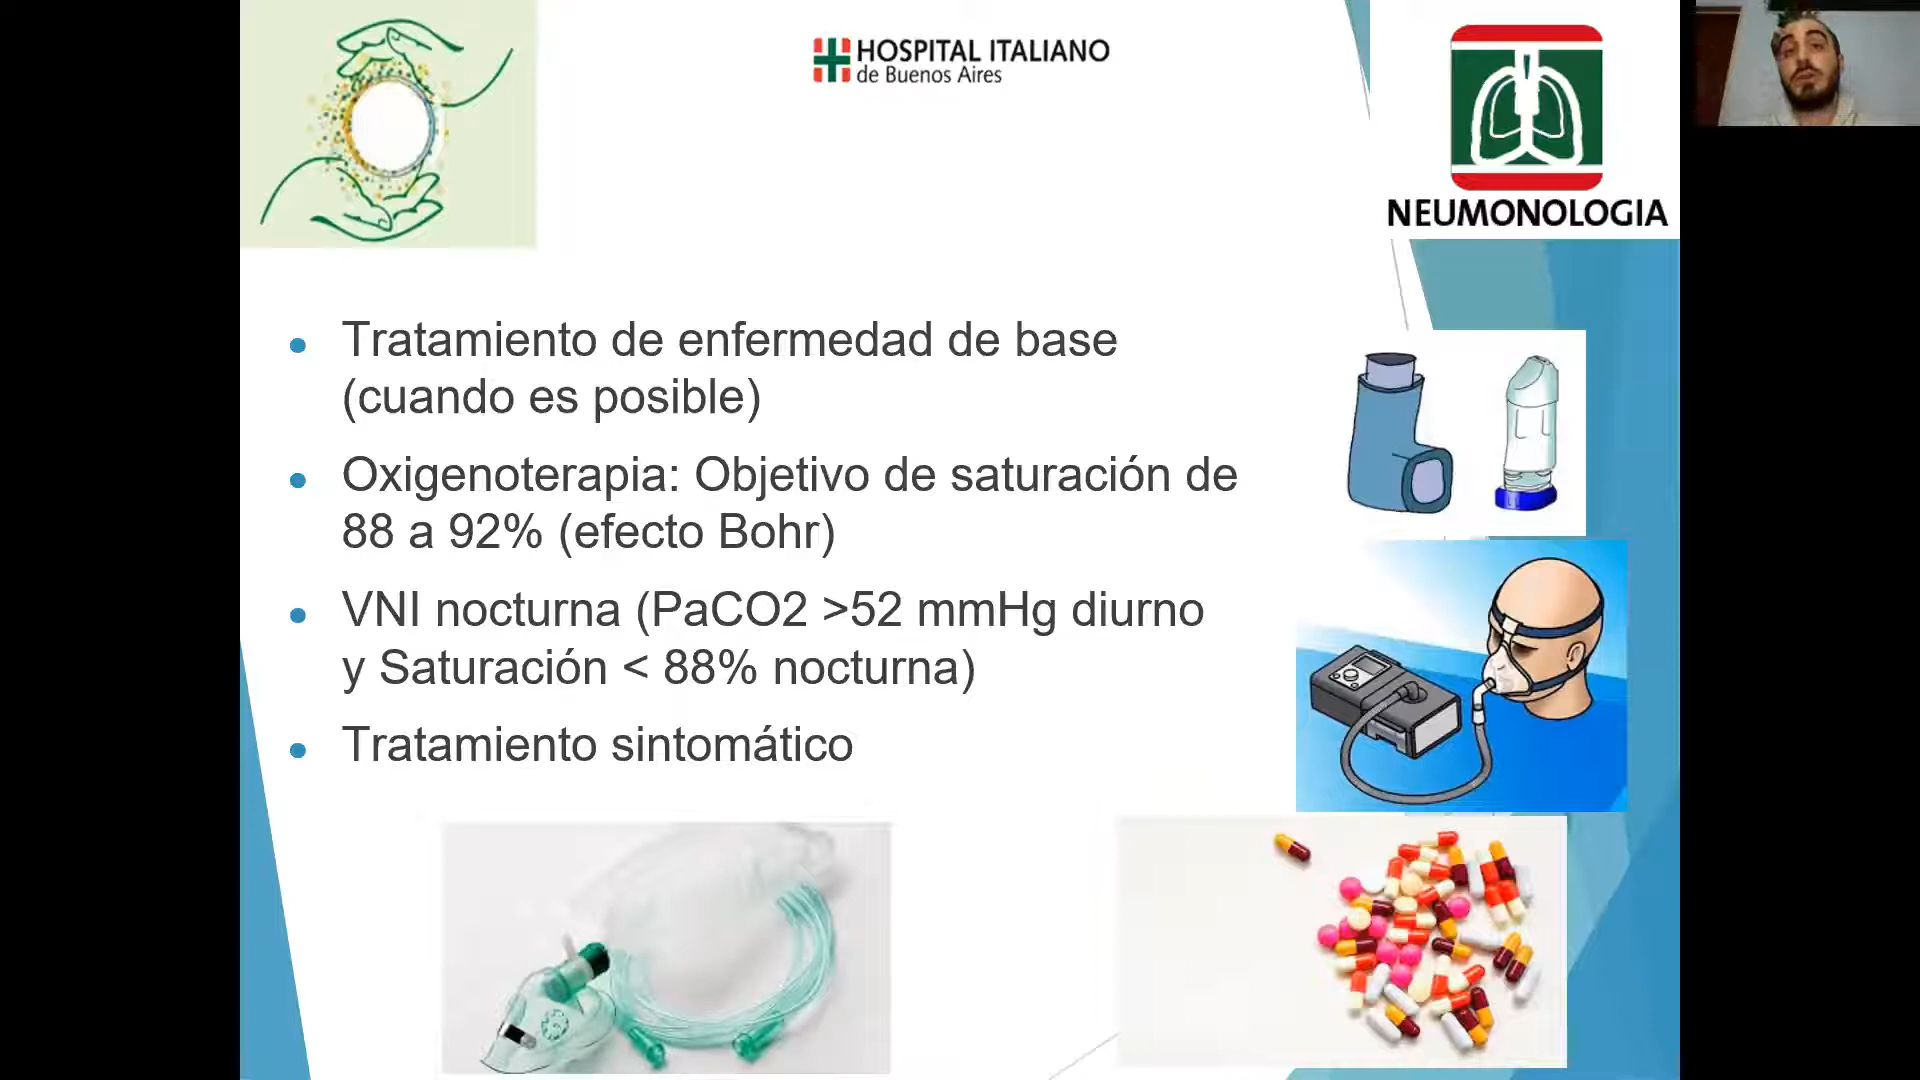 HOSPITAL ITALIANO
de Buenos Aires
NEUMONOLOGIA
• Tratamiento de enfermedad de base
(cuando es posible)
• Oxigenoterapia: Objetivo de saturación de
88 a 92% (efecto Bohr)
• VNI nocturna (PaCO2 >52 mmHg diurno
y Saturación < 88% nocturna)
• Tratamiento sintomático